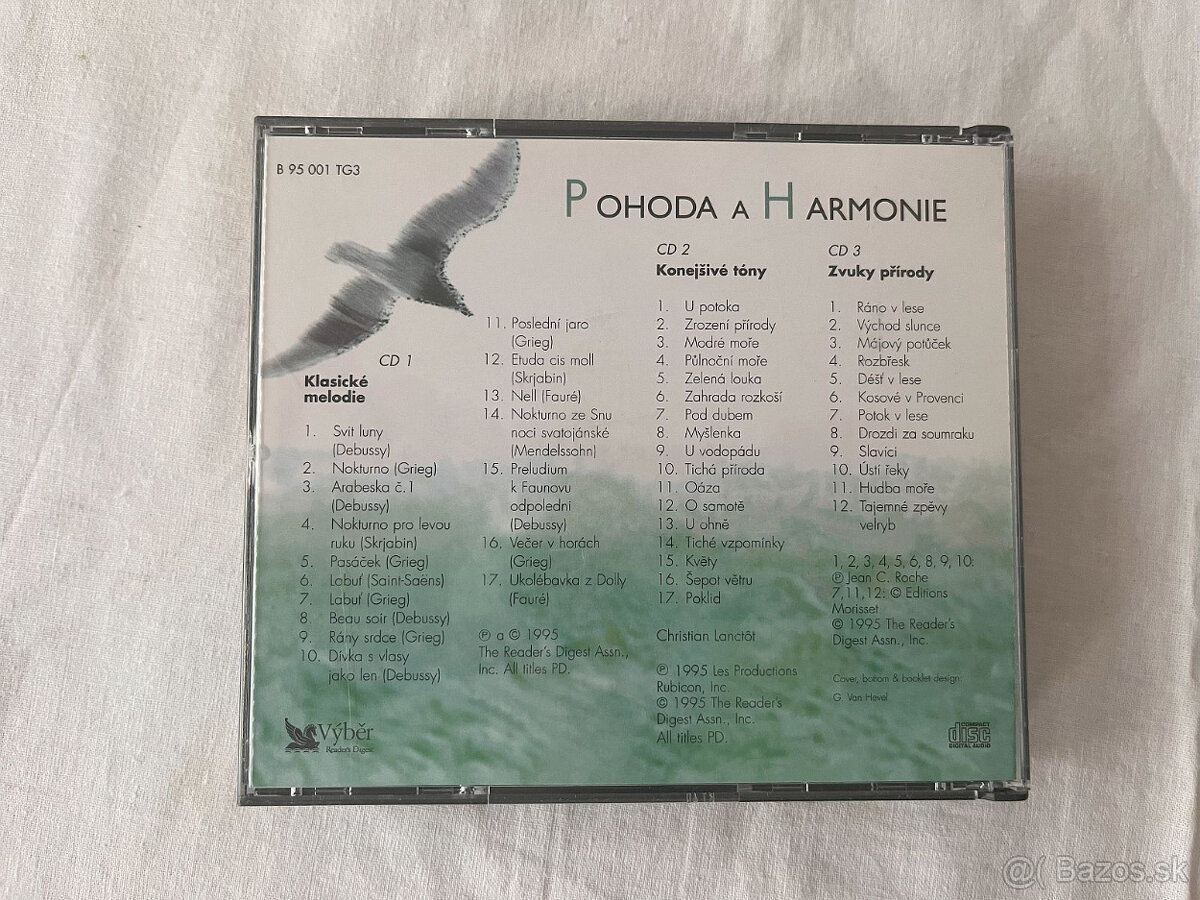 B 95 001 TG3
POHODA A HARMONIE
CD 1
Klasické
melodie
1. Svit luny
(Debussy)
2. Nokturno (Grieg)
3. Arabeska č.1
(Debussy)
4. Nokturno pro levou
ruku (Skrjabin)
5. Pasáček (Grieg)
6. Labuť (Saint-Saëns)
7. Labuť (Grieg)
8. Beau soir (Debussy)
9. Rány srdce (Grieg)
10. Dívka s vlasy
jako len (Debussy)
11. Poslední jaro
(Grieg)
12. Etuda cis moll
(Skrjabin)
13. Nell (Fauré)
14. Nokturno ze Snu
noci svatojánské
(Mendelssohn)
15. Preludium
k Faunovu
odpoledni
(Debussy)
16. Večer v horách
(Grieg)
17. Ukolébavka z Dolly
(Fauré)
℗ a © 1995
The Reader's Digest Assn.,
Inc. All titles PD.
CD 2
Konejšivé tóny
1. U potoka
2. Zrození přírody
3. Modré moře
4. Půlnoční moře
5. Zelená louka
6. Zahrada rozkoší
7. Pod dubem
8. Myšlenka
9. U vodopádu
10. Tichá příroda
11. Oáza
12. O samotě
13. U ohně
14. Tiché vzpomínky
15. Květy
16. Šepot větru
17. Poklid
Christian Lanctôt
℗ 1995 Les Productions
Rubicon, Inc.
© 1995 The Reader's
Digest Assn., Inc.
All titles PD.
CD 3
Zvuky přírody
1. Ráno v lese
2. Východ slunce
3. Májový potůček
4. Rozbřesk
5. Déšť v lese
6. Kosové v Provenci
7. Potok v lese
8. Drozdi za soumraku
9. Slavíci
10. Ústí řeky
11. Hudba moře
12. Tajemné zpěvy
velryb
1, 2, 3, 4, 5, 6, 8, 9, 10:
℗ Jean C. Roche
7,11,12: © Editions
Morisset
© 1995 The Reader's
Digest Assn., Inc.
Cover, bottom & booklet design:
G. Van Hevel
Výběr
Reader's Digest
COMPACT
disc
DIGITAL AUDIO
@( Bazos.sk